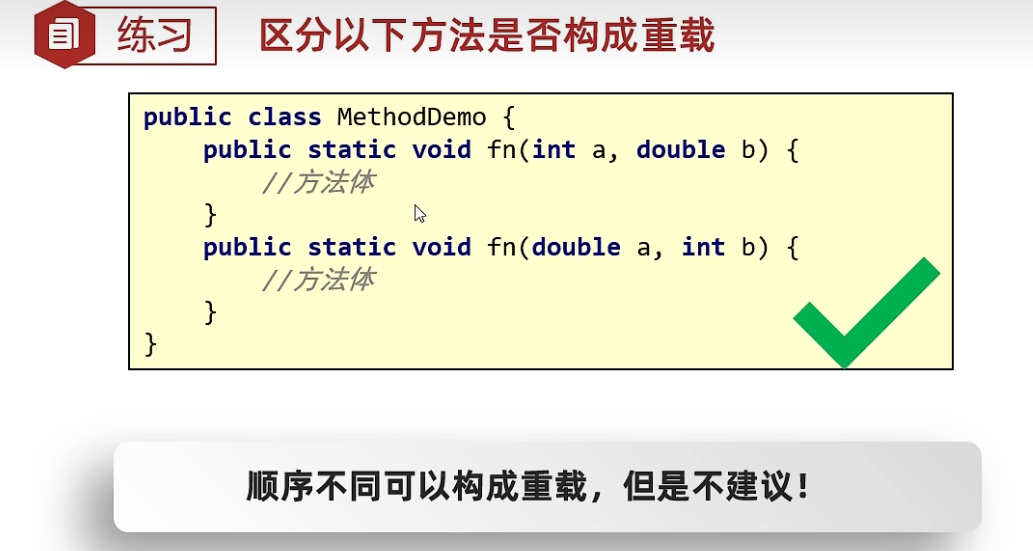 练习
区分以下方法是否构成重载
public class MethodDemo {
    public static void fn(int a, double b) {
        //方法体
    }
    public static void fn(double a, int b) {
        //方法体
    }
}
顺序不同可以构成重载，但是不建议！